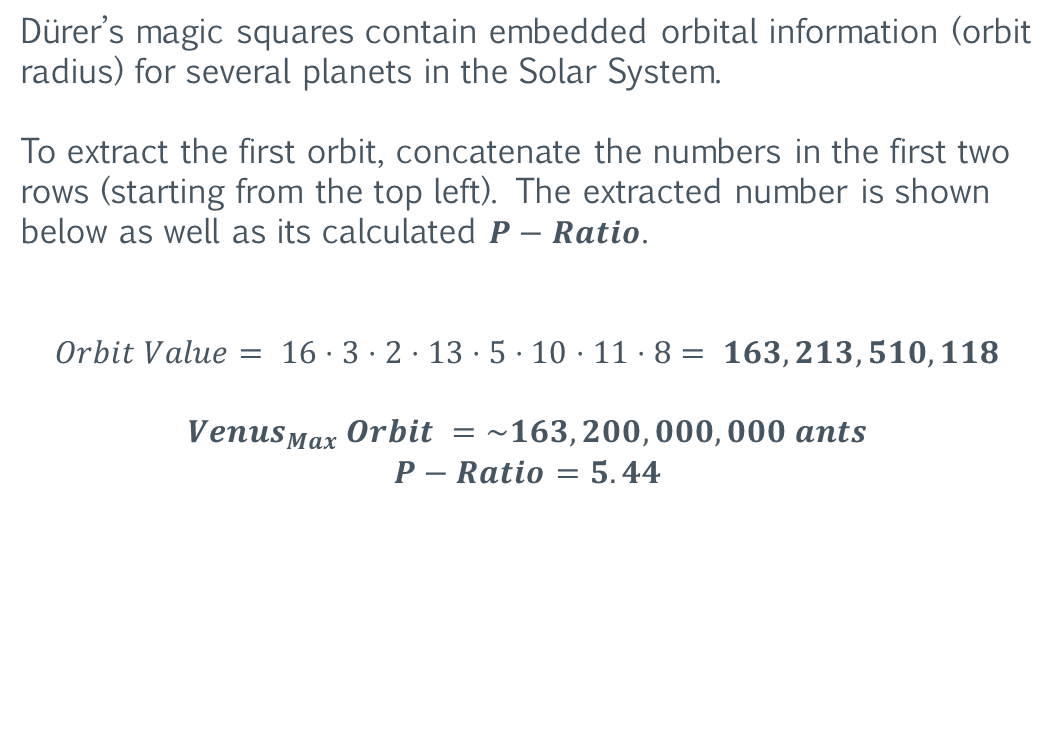 Dürer’s magic squares contain embedded orbital information (orbit
radius) for several planets in the Solar System.
To extract the first orbit, concatenate the numbers in the first two
rows (starting from the top left). The extracted number is shown
below as well as its calculated P − Ratio.
Orbit Value = 16 · 3 · 2 · 13 · 5 · 10 · 11 · 8 = 163,213,510,118
Venus_Max Orbit = ~163,200,000,000 ants
P − Ratio = 5.44